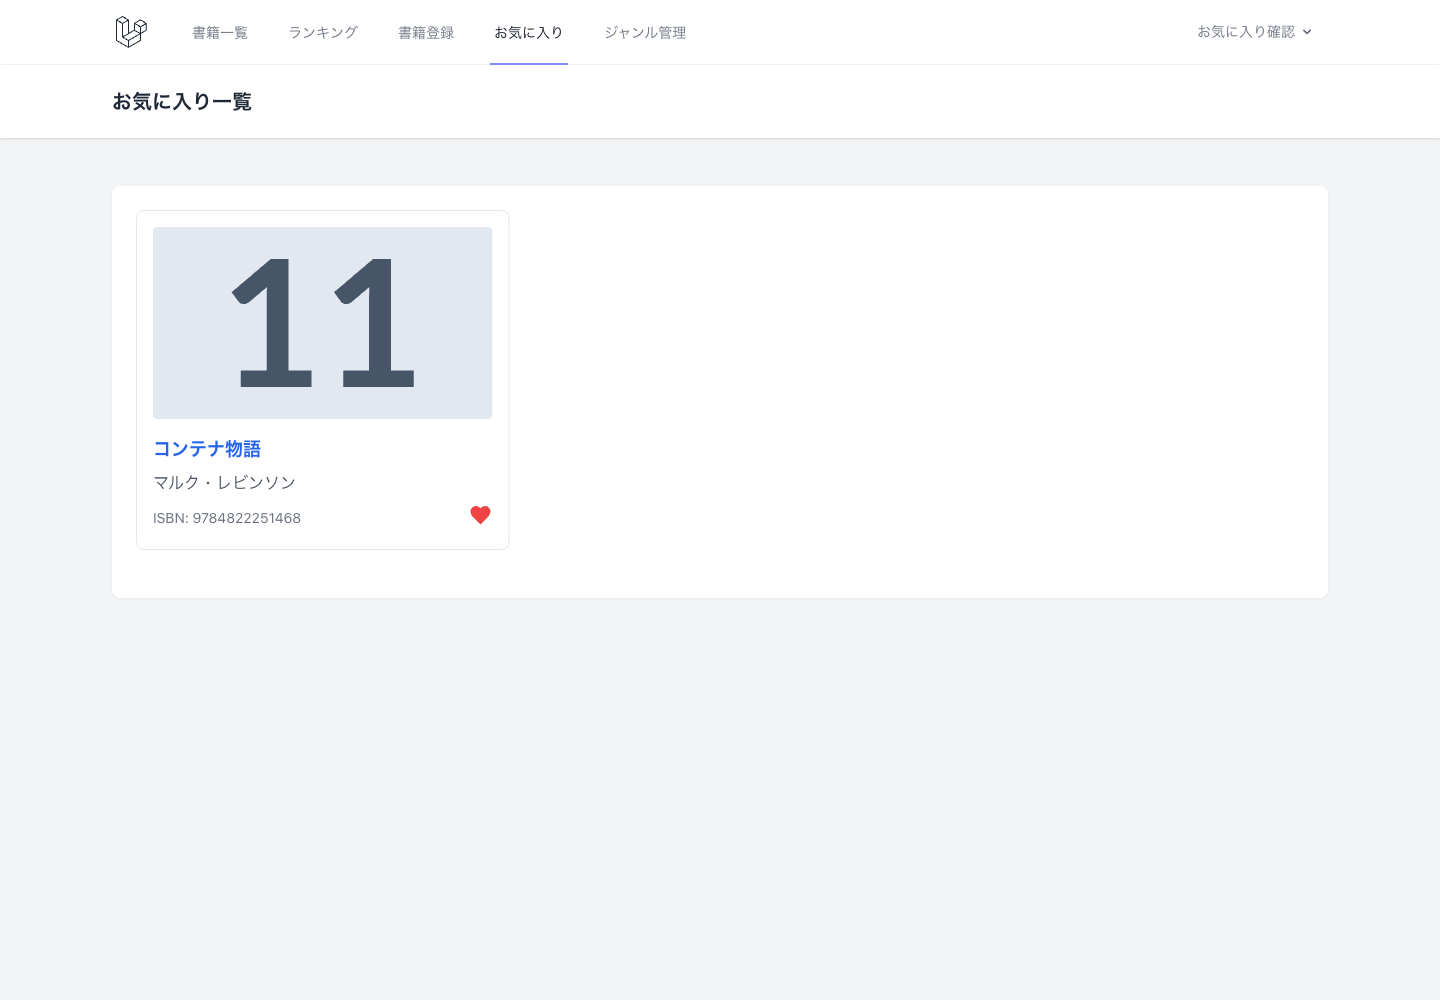 書籍一覧
ランキング
書籍登録
お気に入り
ジャンル管理
お気に入り確認
お気に入り一覧
11
コンテナ物語
マルク・レビンソン
ISBN: 9784822251468